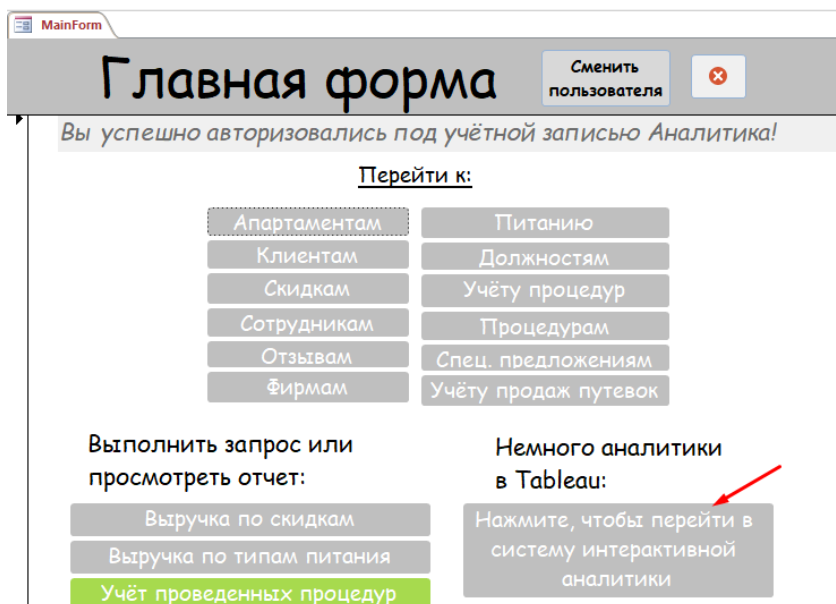 MainForm
Главная форма
Сменить
пользователя
Вы успешно авторизовались под учётной записью Аналитика!
Перейти к:
Апартаментам
Питанию
Клиентам
Должностям
Скидкам
Учёту процедур
Сотрудникам
Процедурам
Отзывам
Спец. предложениям
Фирмам
Учёту продаж путевок
Выполнить запрос или
просмотреть отчет:
Выручка по скидкам
Выручка по типам питания
Учёт проведенных процедур
Немного аналитики
в Tableau:
Нажмите, чтобы перейти в
систему интерактивной
аналитики